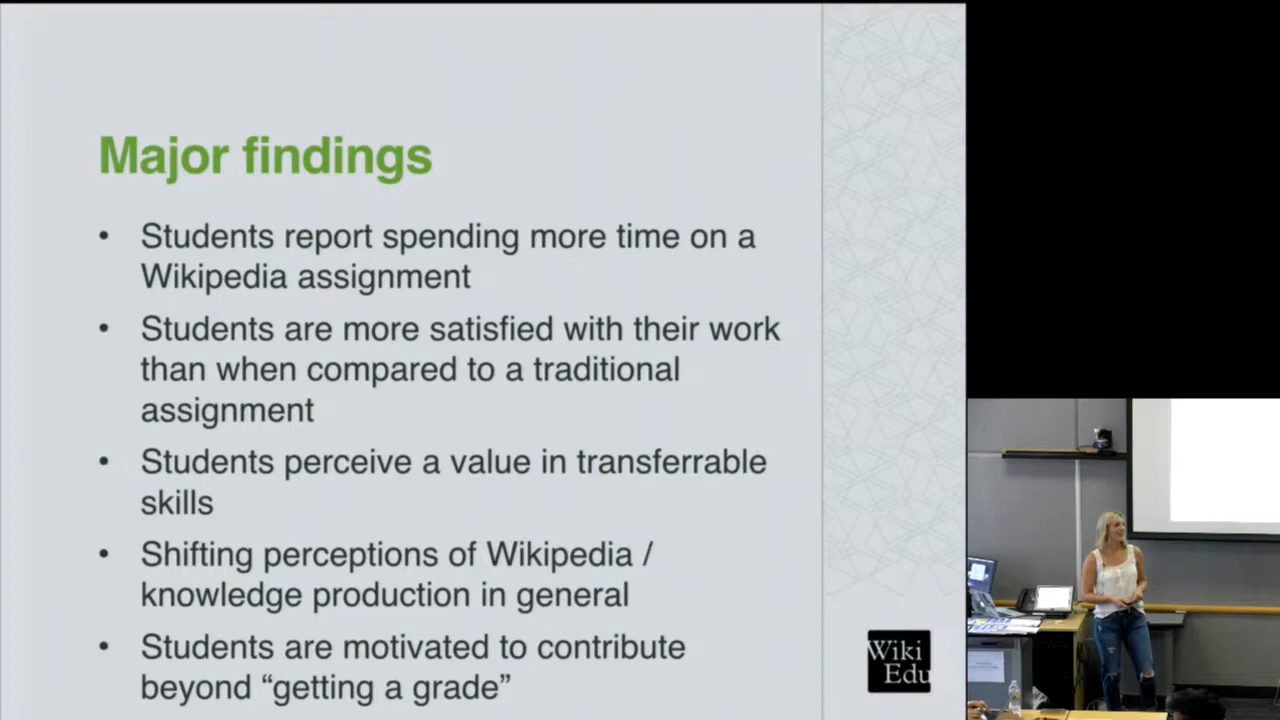 Major findings
• Students report spending more time on a
Wikipedia assignment
• Students are more satisfied with their work
than when compared to a traditional
assignment
• Students perceive a value in transferrable
skills
• Shifting perceptions of Wikipedia /
knowledge production in general
• Students are motivated to contribute
beyond “getting a grade”
Wiki
Edu